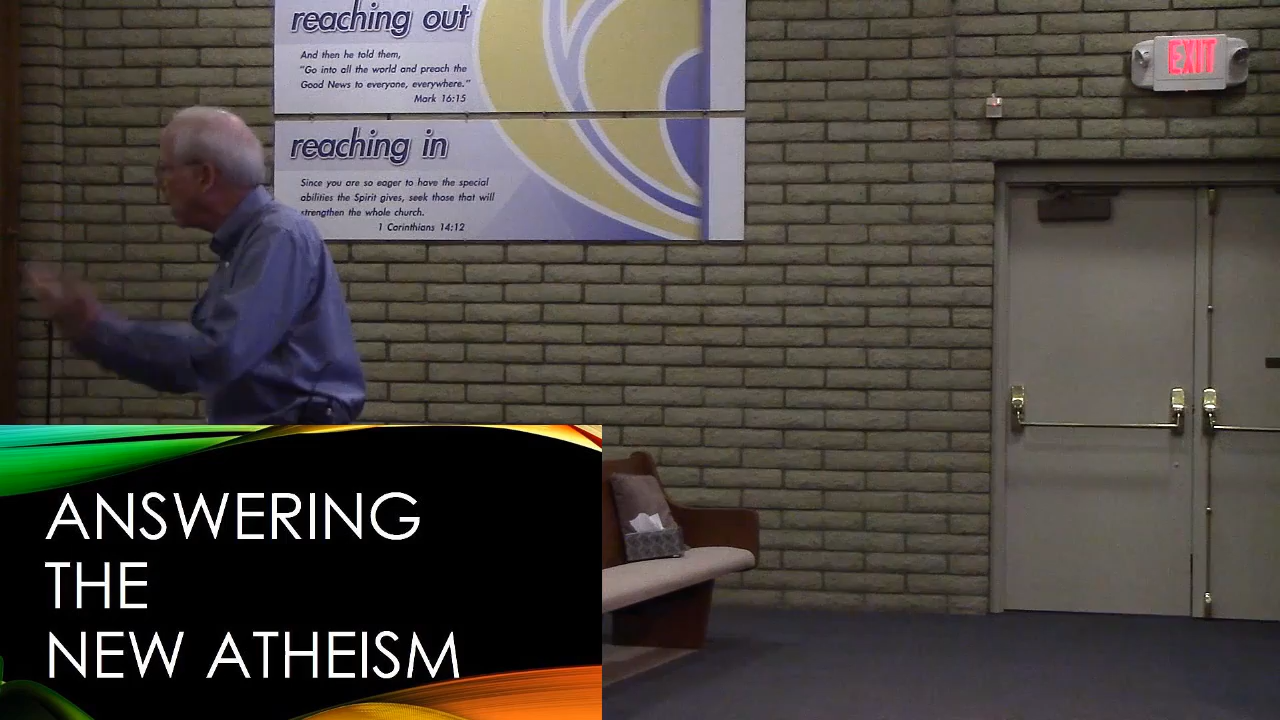 reaching out
And then he told them,
"Go into all the world and preach the
Good News to everyone, everywhere."
Mark 16:15
reaching in
Since you are so eager to have the special
abilities the Spirit gives, seek those that will
strengthen the whole church.
1 Corinthians 14:12
EXIT
ANSWERING
THE
NEW ATHEISM